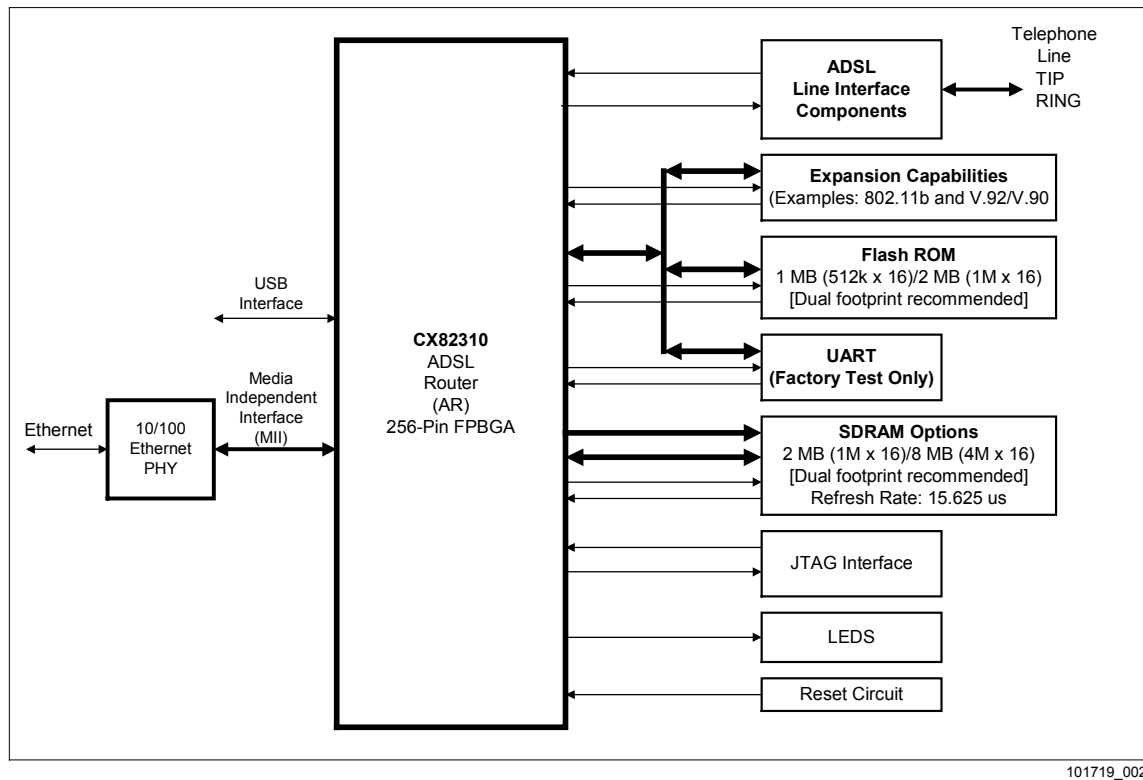 Telephone
Line
TIP
RING
ADSL
Line Interface
Components
Expansion Capabilities
(Examples: 802.11b and V.92/V.90
Flash ROM
1 MB (512k x 16)/2 MB (1M x 16)
[Dual footprint recommended]
USB
Interface
CX82310
ADSL
Router
(AR)
256-Pin FPBGA
UART
(Factory Test Only)
Media
Independent
Interface
(MII)
Ethernet
10/100
Ethernet
PHY
SDRAM Options
2 MB (1M x 16)/8 MB (4M x 16)
[Dual footprint recommended]
Refresh Rate: 15.625 us
JTAG Interface
LEDS
Reset Circuit
101719_002